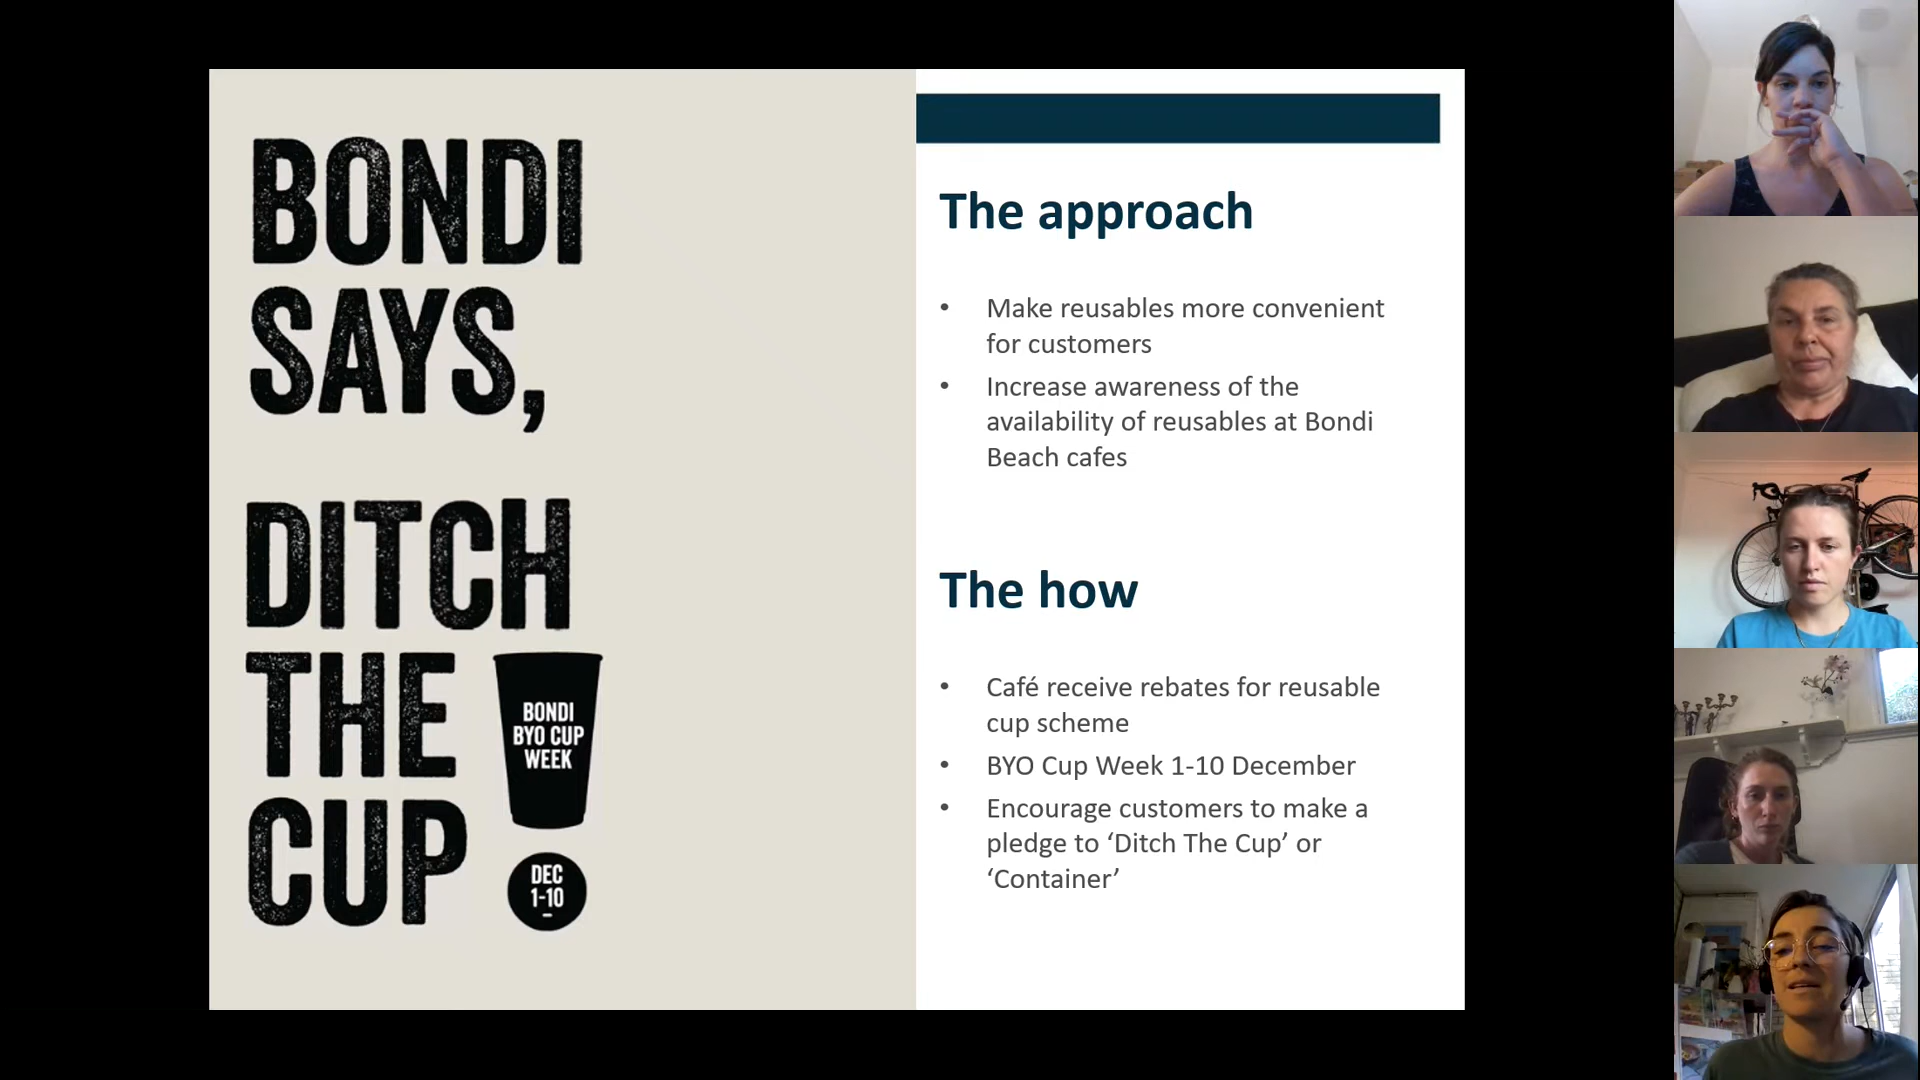 BONDI
SAYS,
DITCH
THE
CUP
BONDI
BYO CUP
WEEK
DEC
1-10
The approach
• Make reusables more convenient
for customers
• Increase awareness of the
availability of reusables at Bondi
Beach cafes
The how
• Café receive rebates for reusable
cup scheme
• BYO Cup Week 1-10 December
• Encourage customers to make a
pledge to ‘Ditch The Cup’ or
‘Container’